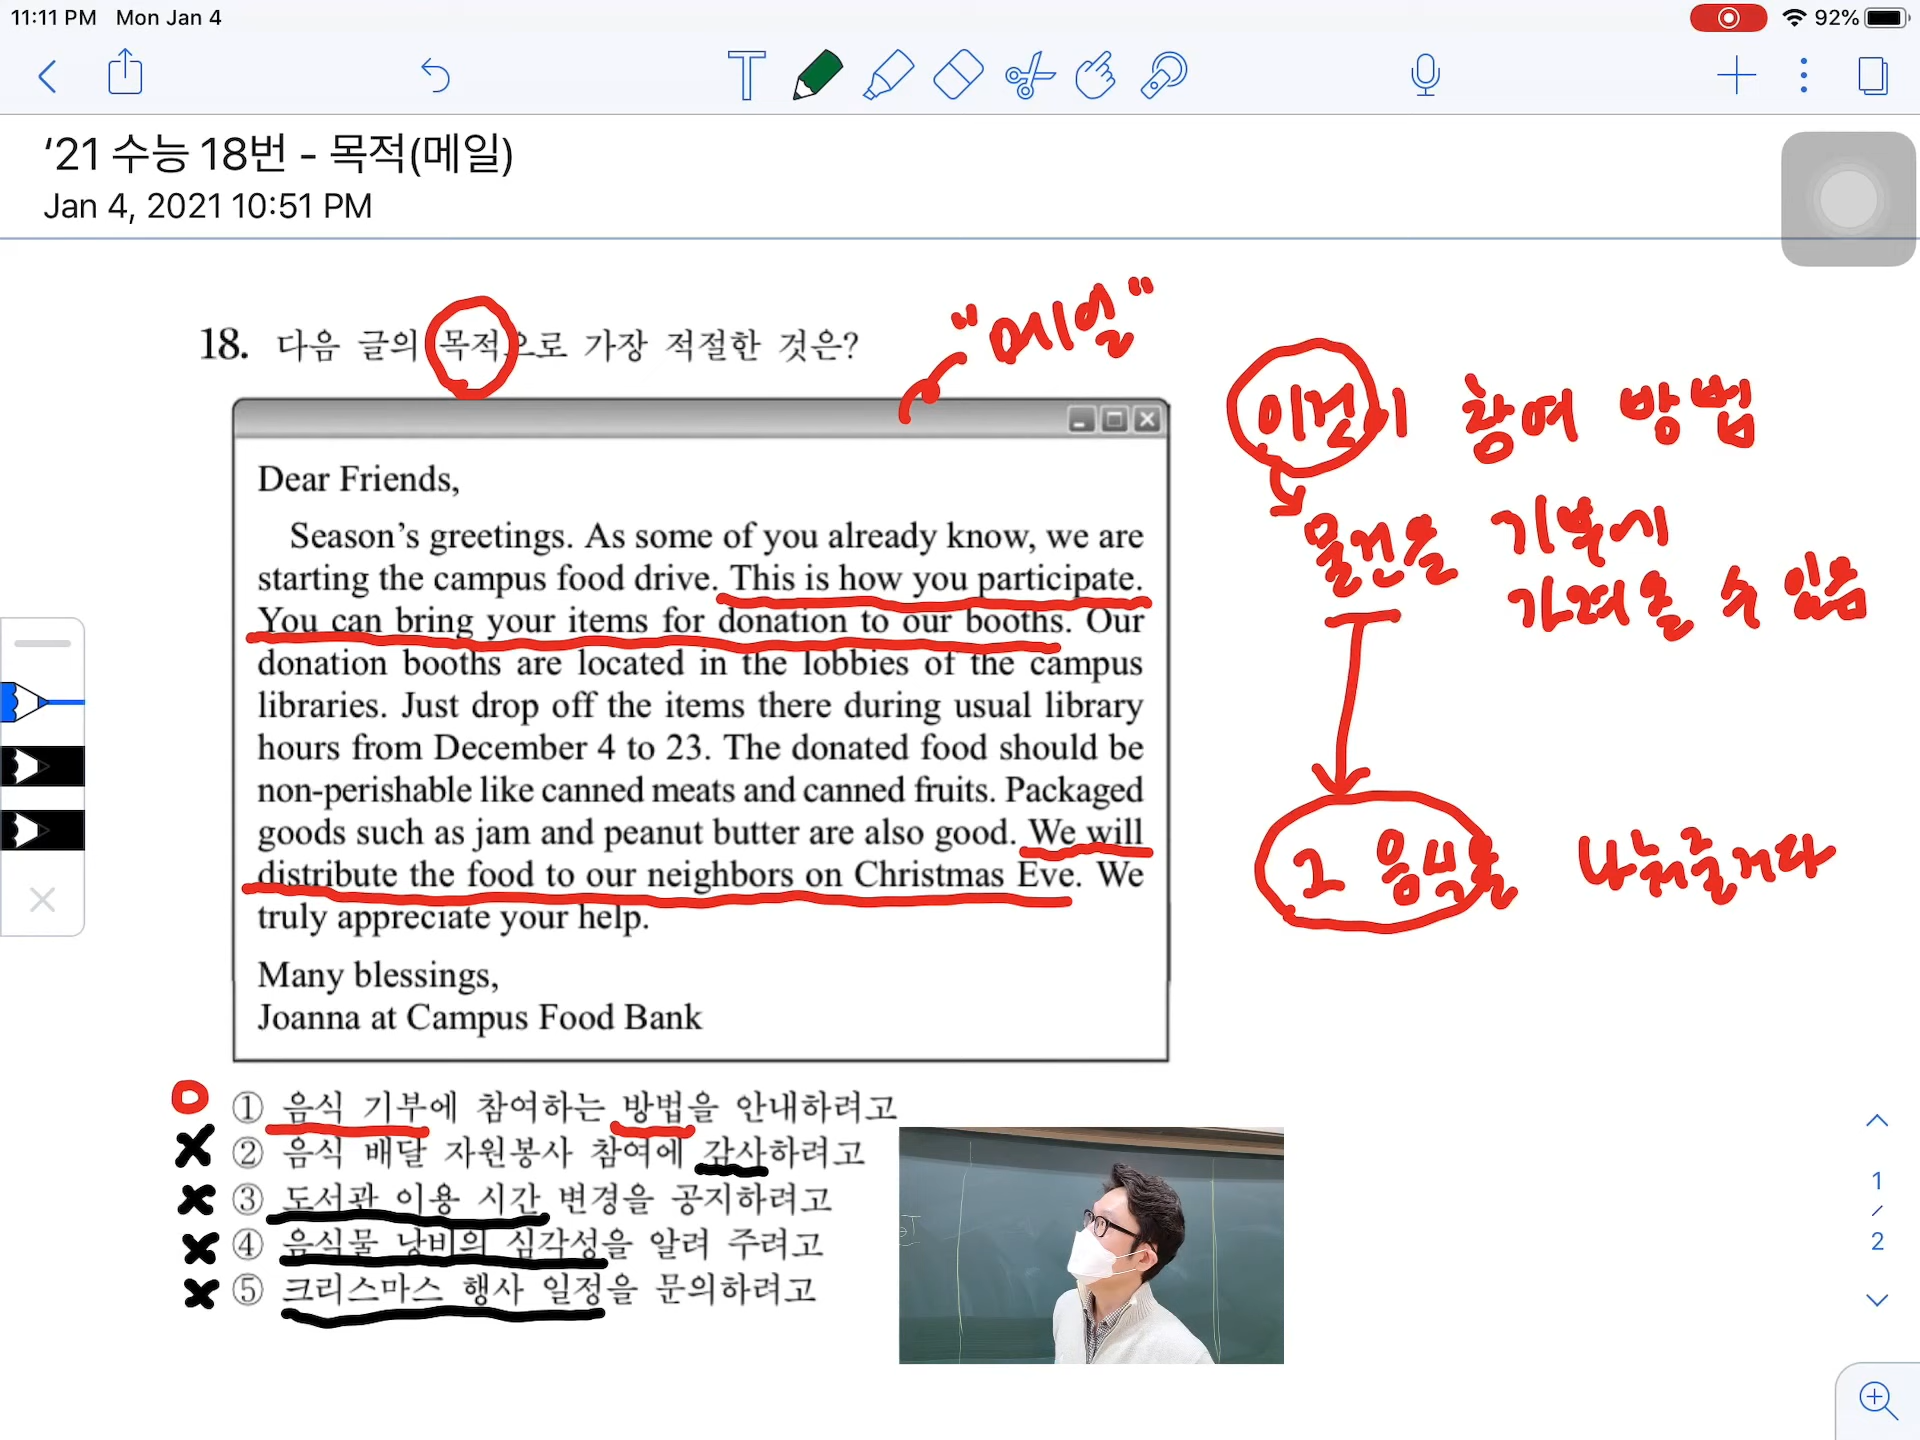 11:11 PM Mon Jan 4
92%
‘21 수능 18번 - 목적(메일)
Jan 4, 2021 10:51 PM
18. 다음 글의 목적으로 가장 적절한 것은?
“메일”
Dear Friends,
Season’s greetings. As some of you already know, we are
starting the campus food drive. This is how you participate.
You can bring your items for donation to our booths. Our
donation booths are located in the lobbies of the campus
libraries. Just drop off the items there during usual library
hours from December 4 to 23. The donated food should be
non-perishable like canned meats and canned fruits. Packaged
goods such as jam and peanut butter are also good. We will
distribute the food to our neighbors on Christmas Eve. We
truly appreciate your help.
Many blessings,
Joanna at Campus Food Bank
이것이 참여 방법
물건을 기부에
가져올 수 있음
그 음식을 나눠줄거다
① 음식 기부에 참여하는 방법을 안내하려고
② 음식 배달 자원봉사 참여에 감사하려고
③ 도서관 이용 시간 변경을 공지하려고
④ 음식물 낭비의 심각성을 알려 주려고
⑤ 크리스마스 행사 일정을 문의하려고
1
/
2